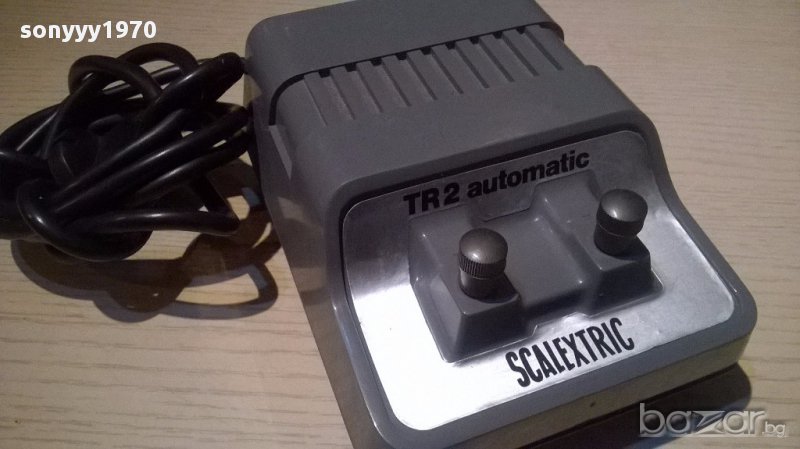 sonyyy1970
TR2 automatic
SCALEXTRIC
bazar.bg